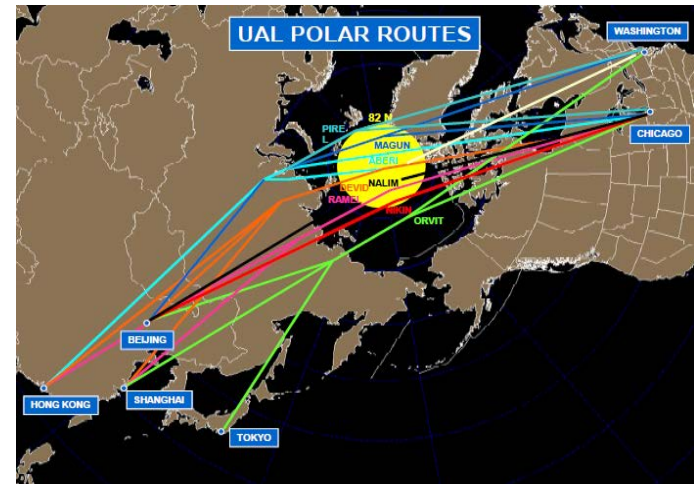 UAL POLAR ROUTES
WASHINGTON
82 N
PIRE
L
CHICAGO
MAGUN
ABERI
NALIM
DEVID
RAMEL
NIKIN
ORVIT
BEIJING
HONG KONG
SHANGHAI
TOKYO